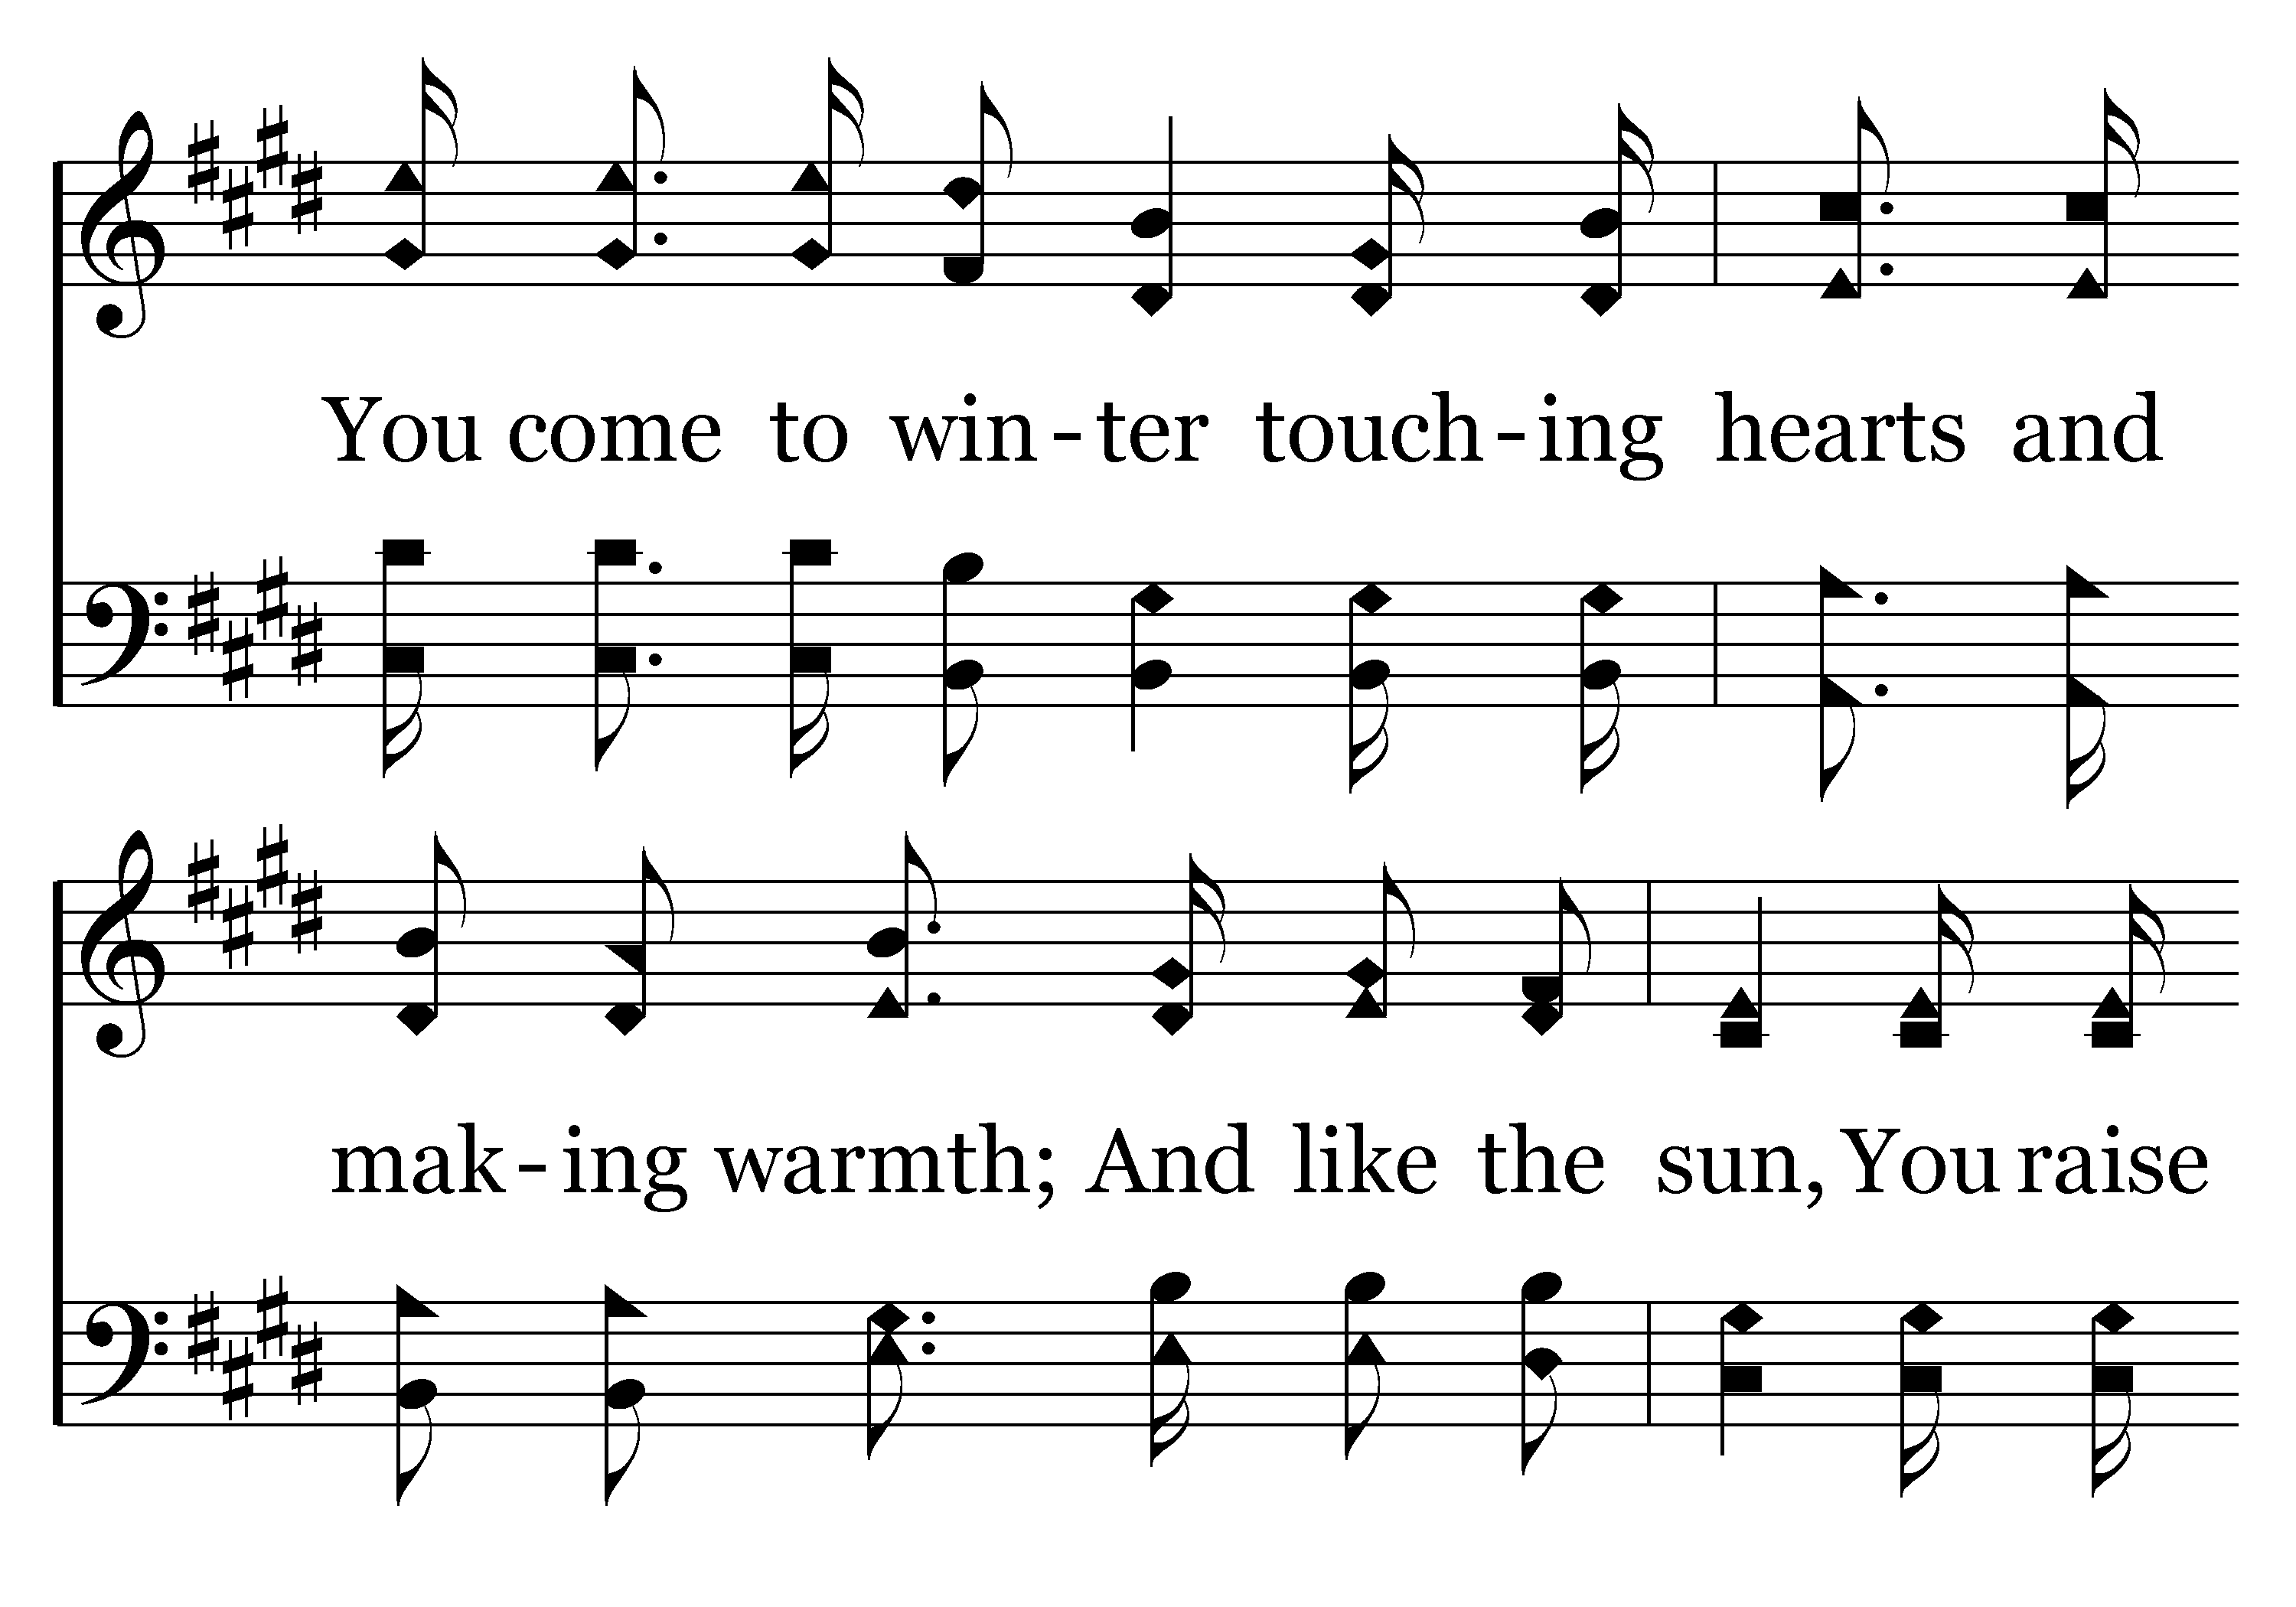 You come to win - ter touch - ing hearts and
mak - ing warmth; And like the sun, You raise